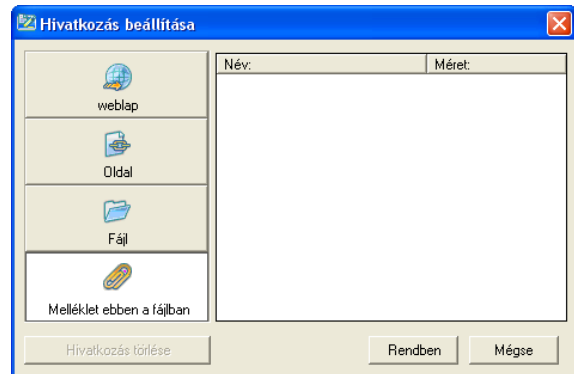 Hivatkozás beállítása
weblap
Oldal
Fájl
Melléklet ebben a fájlban
Név: Méret:
Hivatkozás törlése Rendben Mégse